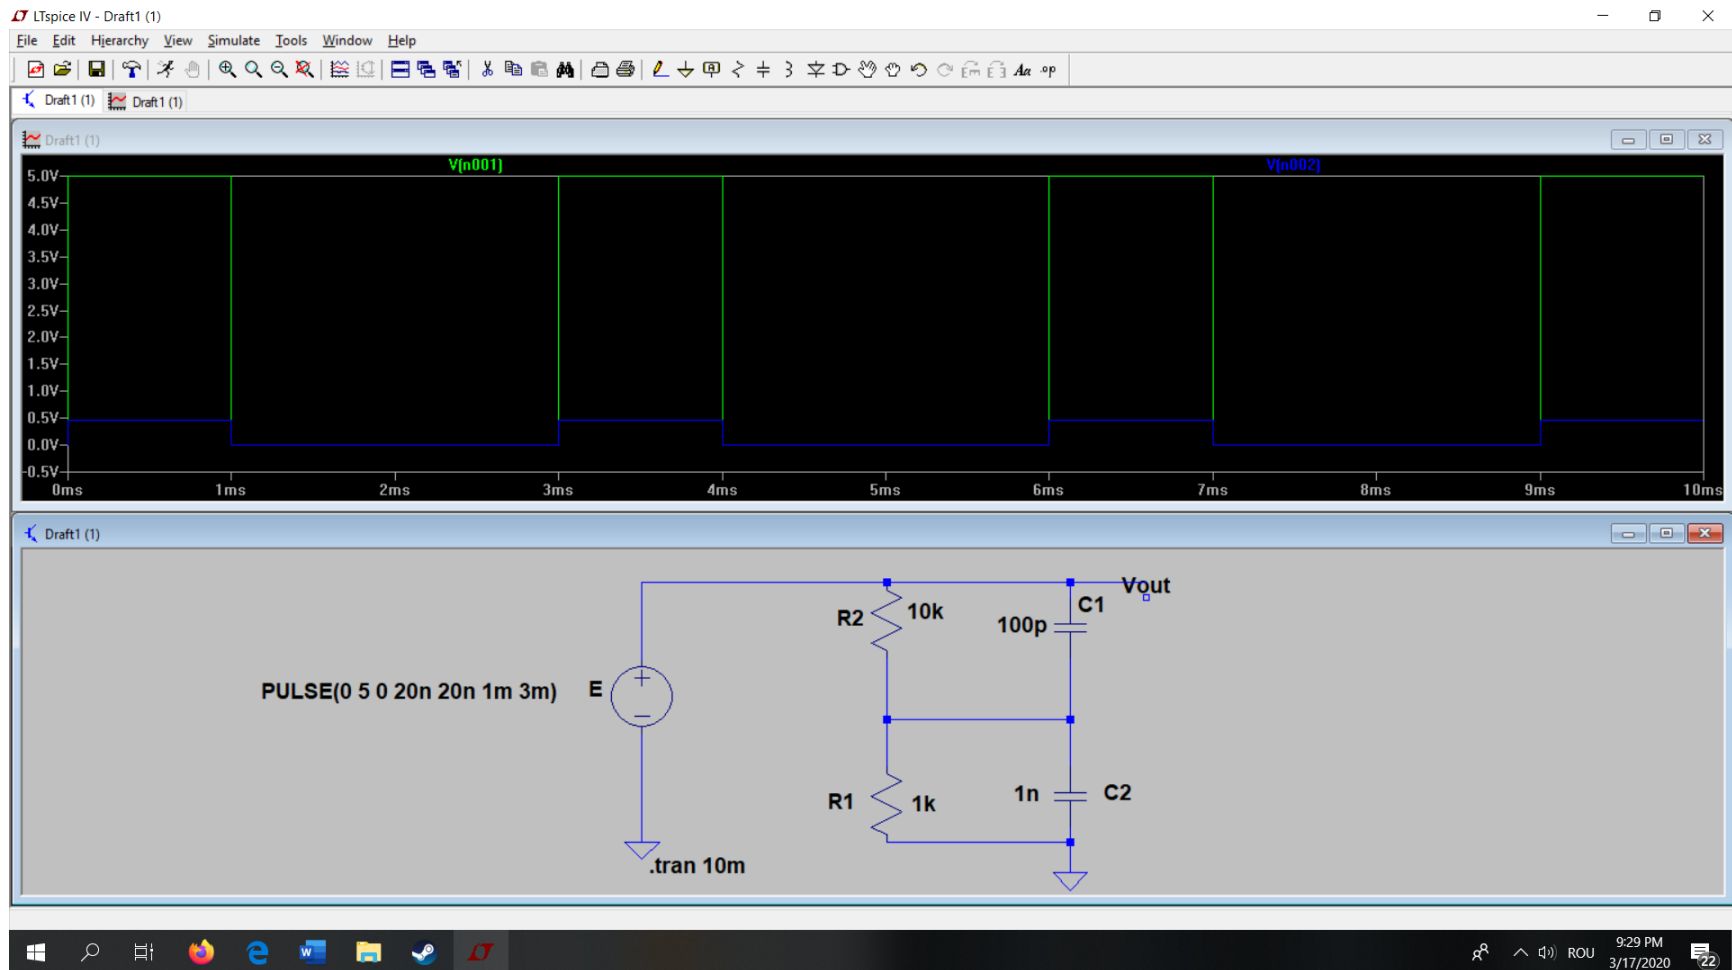 LTspice IV - Draft1 (1)
File Edit Hierarchy View Simulate Tools Window Help
Aa .op
Draft1 (1) Draft1 (1)
Draft1 (1)
V(n001) V(n002)
5.0V
4.5V
4.0V
3.5V
3.0V
2.5V
2.0V
1.5V
1.0V
0.5V
0.0V
-0.5V
0ms 1ms 2ms 3ms 4ms 5ms 6ms 7ms 8ms 9ms 10ms
Draft1 (1)
Vout
C1
R2 10k
100p
PULSE(0 5 0 20n 20n 1m 3m) E
R1 1k
1n C2
.tran 10m
ROU
9:29 PM
3/17/2020
22